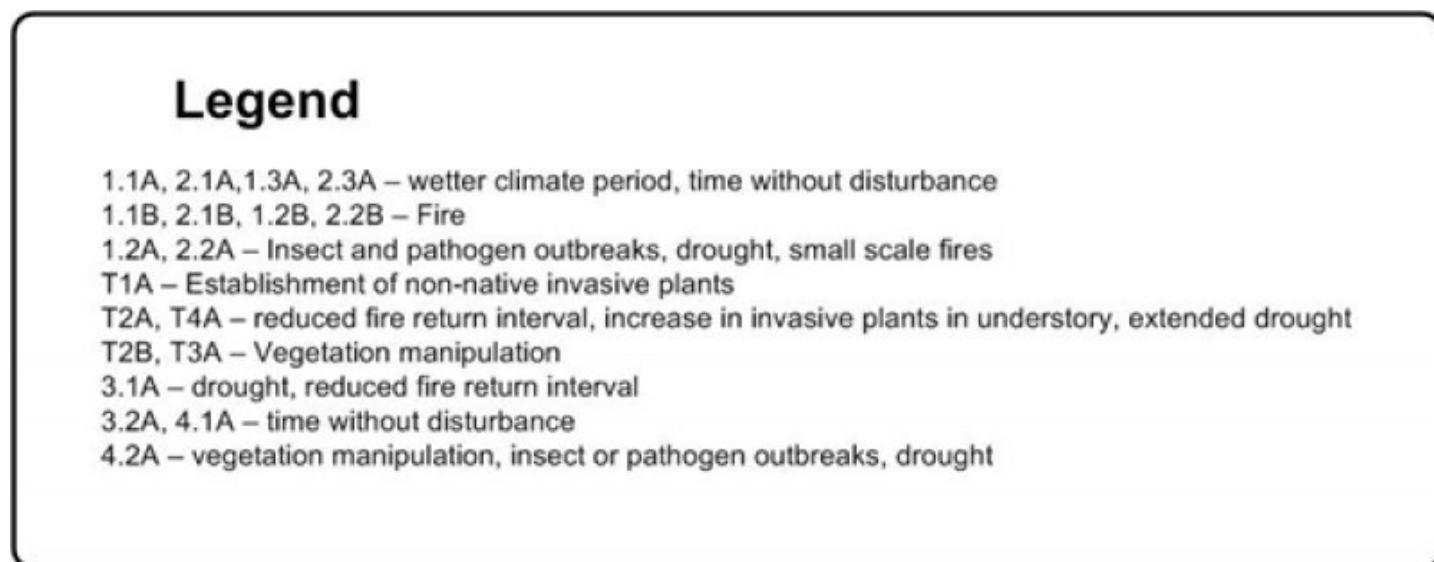 Legend
1.1A, 2.1A,1.3A, 2.3A – wetter climate period, time without disturbance
1.1B, 2.1B, 1.2B, 2.2B – Fire
1.2A, 2.2A – Insect and pathogen outbreaks, drought, small scale fires
T1A – Establishment of non-native invasive plants
T2A, T4A – reduced fire return interval, increase in invasive plants in understory, extended drought
T2B, T3A – Vegetation manipulation
3.1A – drought, reduced fire return interval
3.2A, 4.1A – time without disturbance
4.2A – vegetation manipulation, insect or pathogen outbreaks, drought